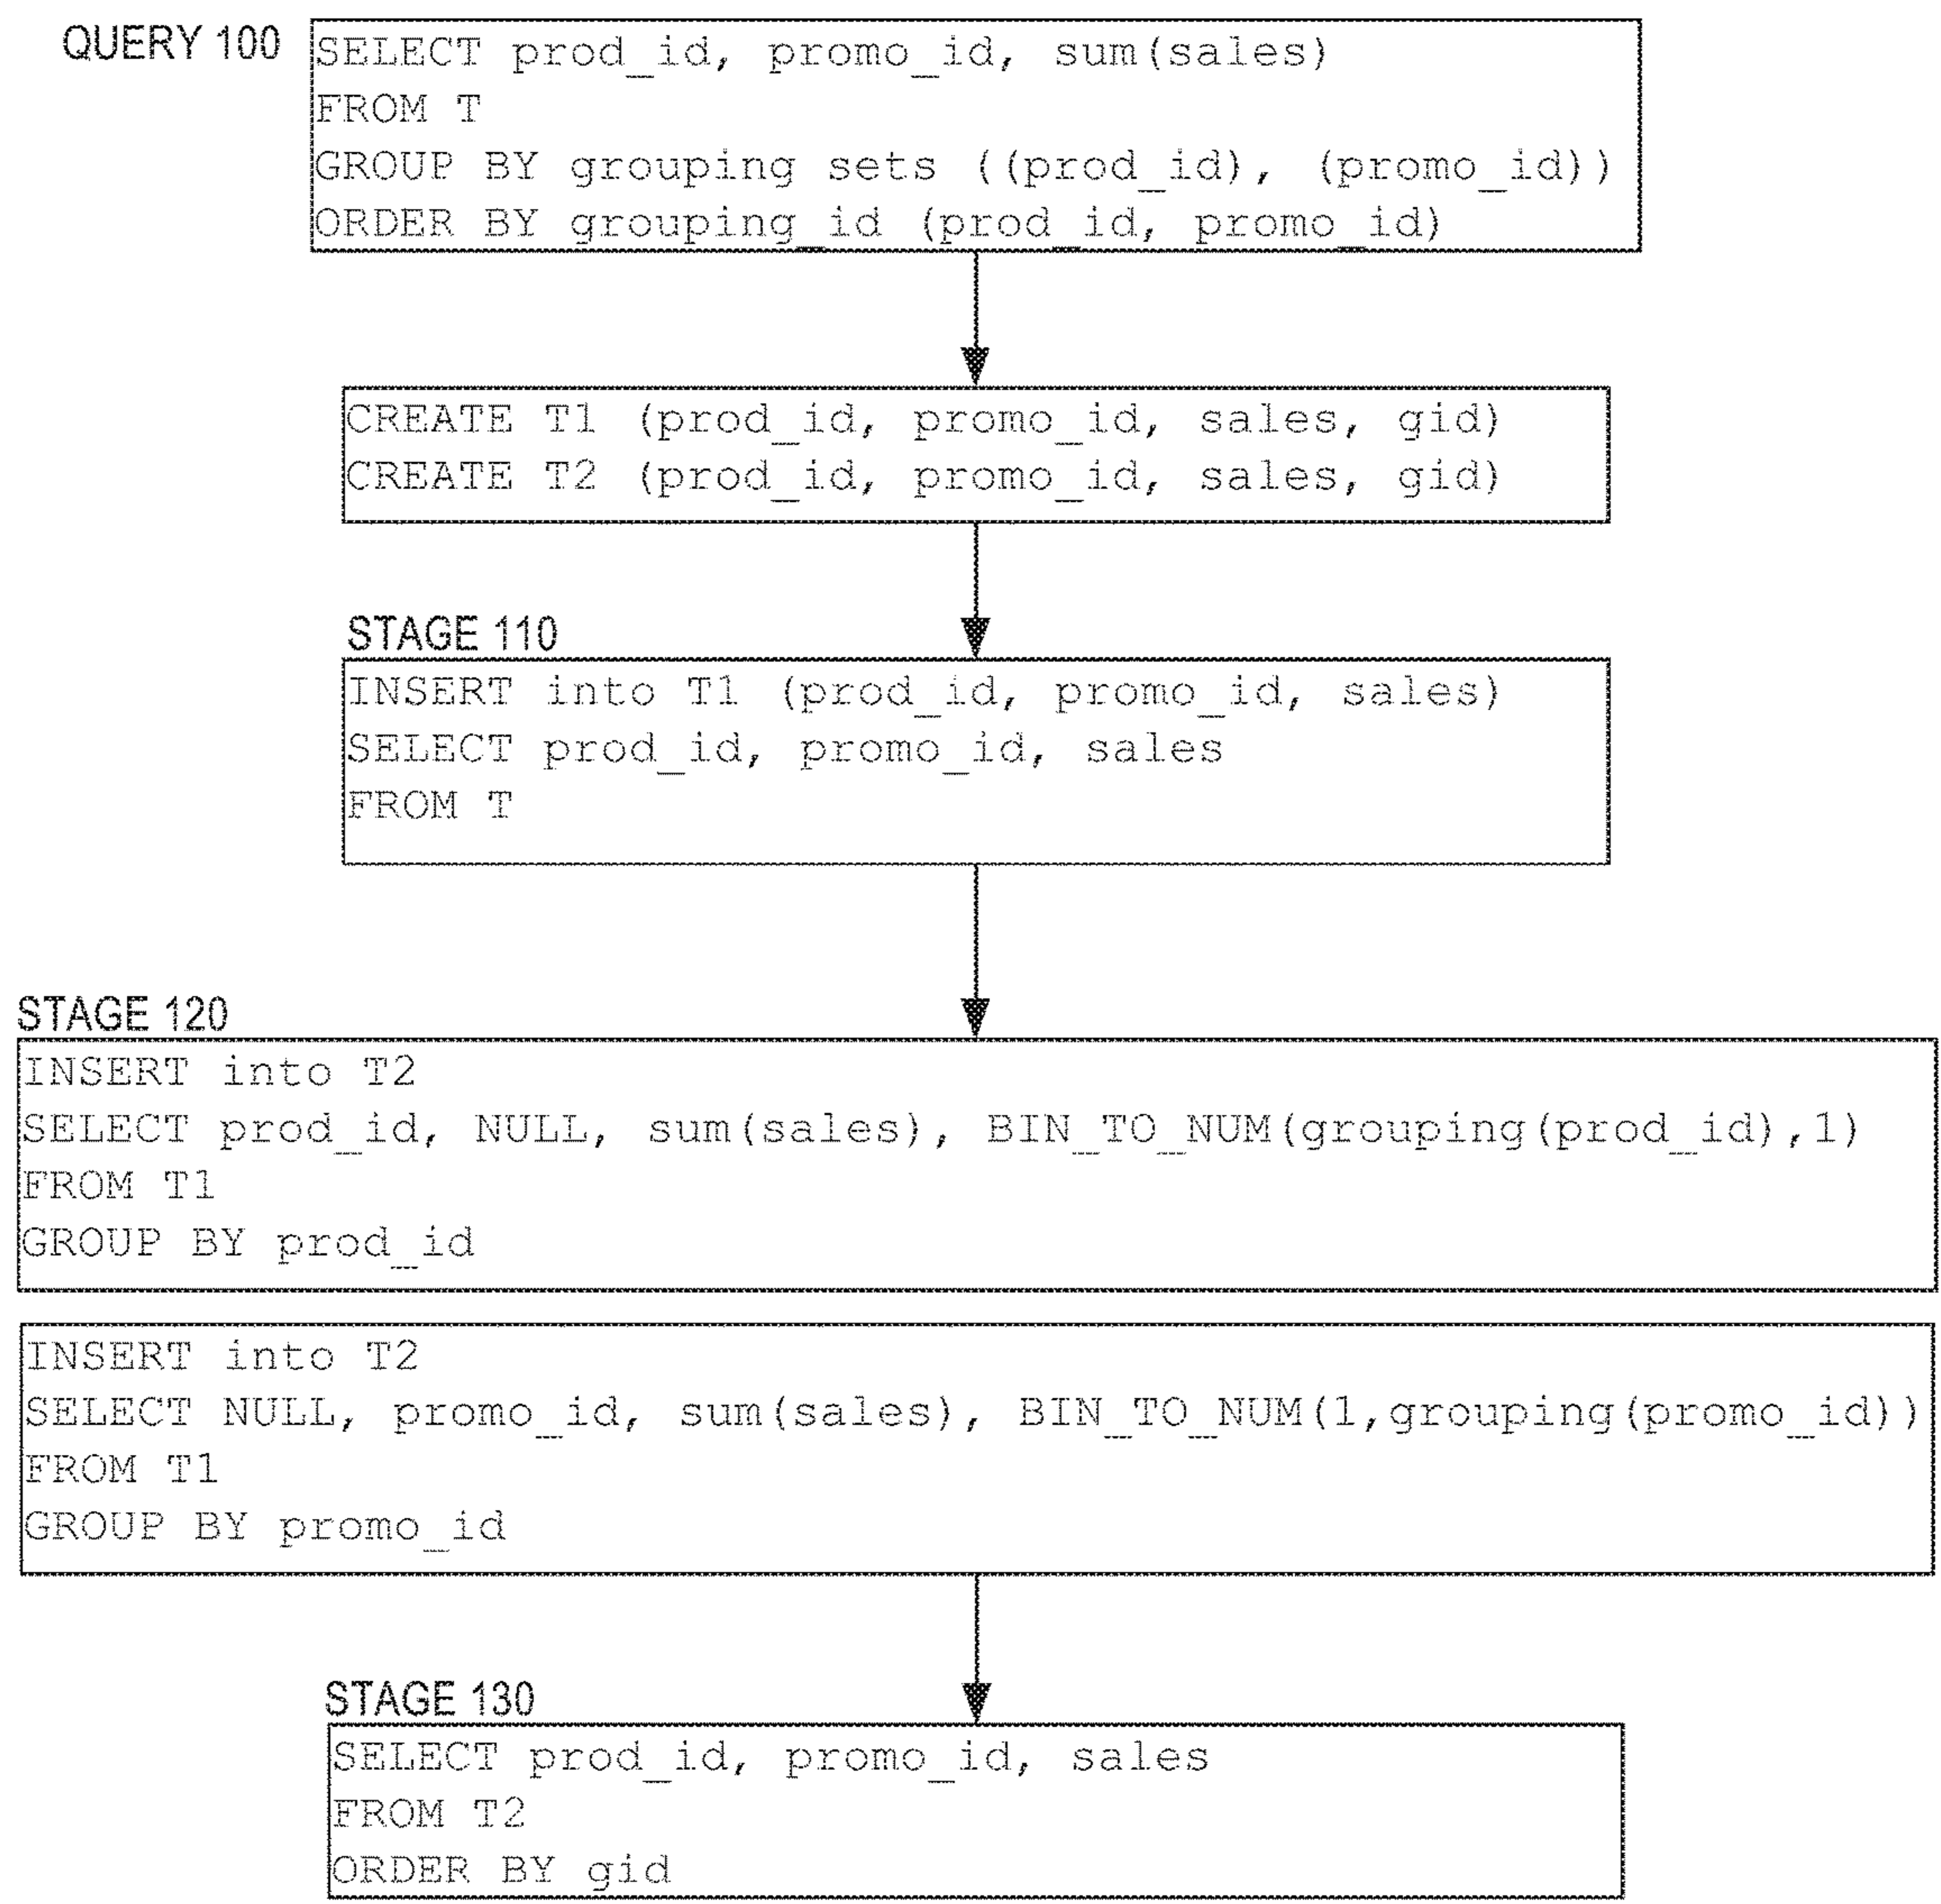 QUERY 100
SELECT prod_id, promo_id, sum(sales)
FROM T
GROUP BY grouping sets ((prod_id), (promo_id))
ORDER BY grouping_id (prod_id, promo_id)
CREATE T1 (prod_id, promo_id, sales, gid)
CREATE T2 (prod_id, promo_id, sales, gid)
STAGE 110
INSERT into T1 (prod_id, promo_id, sales)
SELECT prod_id, promo_id, sales
FROM T
STAGE 120
INSERT into T2
SELECT prod_id, NULL, sum(sales), BIN_TO_NUM(grouping(prod_id),1)
FROM T1
GROUP BY prod_id
INSERT into T2
SELECT NULL, promo_id, sum(sales), BIN_TO_NUM(1,grouping(promo_id))
FROM T1
GROUP BY promo_id
STAGE 130
SELECT prod_id, promo_id, sales
FROM T2
ORDER BY gid